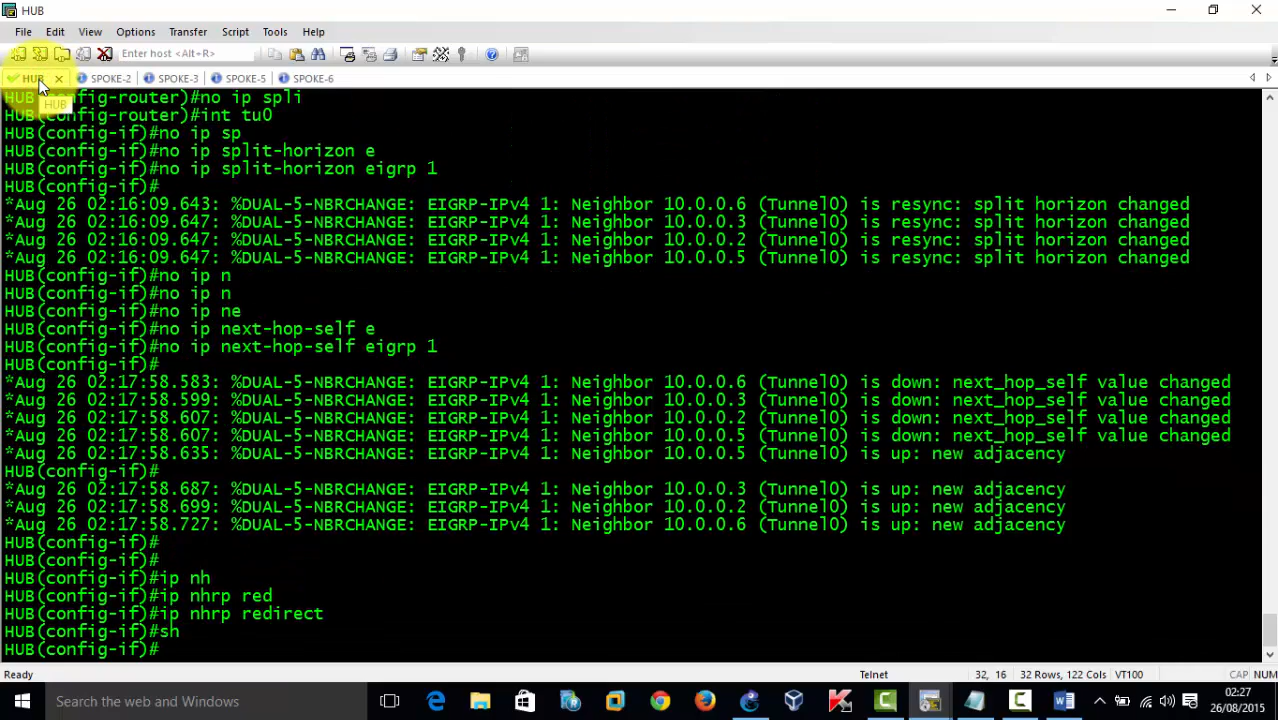 HUB
File Edit View Options Transfer Script Tools Help
Enter host <Alt+R>
HUB SPOKE-2 SPOKE-3 SPOKE-5 SPOKE-6
HUB(config-router)#no ip spli
HUB
HUB(config-router)#int tu0
HUB(config-if)#no ip sp
HUB(config-if)#no ip split-horizon e
HUB(config-if)#no ip split-horizon eigrp 1
HUB(config-if)#
*Aug 26 02:16:09.643: %DUAL-5-NBRCHANGE: EIGRP-IPv4 1: Neighbor 10.0.0.6 (Tunnel0) is resync: split horizon changed
*Aug 26 02:16:09.647: %DUAL-5-NBRCHANGE: EIGRP-IPv4 1: Neighbor 10.0.0.3 (Tunnel0) is resync: split horizon changed
*Aug 26 02:16:09.647: %DUAL-5-NBRCHANGE: EIGRP-IPv4 1: Neighbor 10.0.0.2 (Tunnel0) is resync: split horizon changed
*Aug 26 02:16:09.647: %DUAL-5-NBRCHANGE: EIGRP-IPv4 1: Neighbor 10.0.0.5 (Tunnel0) is resync: split horizon changed
HUB(config-if)#no ip n
HUB(config-if)#no ip n
HUB(config-if)#no ip ne
HUB(config-if)#no ip next-hop-self e
HUB(config-if)#no ip next-hop-self eigrp 1
HUB(config-if)#
*Aug 26 02:17:58.583: %DUAL-5-NBRCHANGE: EIGRP-IPv4 1: Neighbor 10.0.0.6 (Tunnel0) is down: next_hop_self value changed
*Aug 26 02:17:58.599: %DUAL-5-NBRCHANGE: EIGRP-IPv4 1: Neighbor 10.0.0.3 (Tunnel0) is down: next_hop_self value changed
*Aug 26 02:17:58.607: %DUAL-5-NBRCHANGE: EIGRP-IPv4 1: Neighbor 10.0.0.2 (Tunnel0) is down: next_hop_self value changed
*Aug 26 02:17:58.607: %DUAL-5-NBRCHANGE: EIGRP-IPv4 1: Neighbor 10.0.0.5 (Tunnel0) is down: next_hop_self value changed
*Aug 26 02:17:58.635: %DUAL-5-NBRCHANGE: EIGRP-IPv4 1: Neighbor 10.0.0.5 (Tunnel0) is up: new adjacency
HUB(config-if)#
*Aug 26 02:17:58.687: %DUAL-5-NBRCHANGE: EIGRP-IPv4 1: Neighbor 10.0.0.3 (Tunnel0) is up: new adjacency
*Aug 26 02:17:58.699: %DUAL-5-NBRCHANGE: EIGRP-IPv4 1: Neighbor 10.0.0.2 (Tunnel0) is up: new adjacency
*Aug 26 02:17:58.727: %DUAL-5-NBRCHANGE: EIGRP-IPv4 1: Neighbor 10.0.0.6 (Tunnel0) is up: new adjacency
HUB(config-if)#
HUB(config-if)#
HUB(config-if)#ip nh
HUB(config-if)#ip nhrp red
HUB(config-if)#ip nhrp redirect
HUB(config-if)#sh
HUB(config-if)#
Ready Telnet 32, 16 32 Rows, 122 Cols VT100 CAP NUM
Search the web and Windows 02:27
26/08/2015